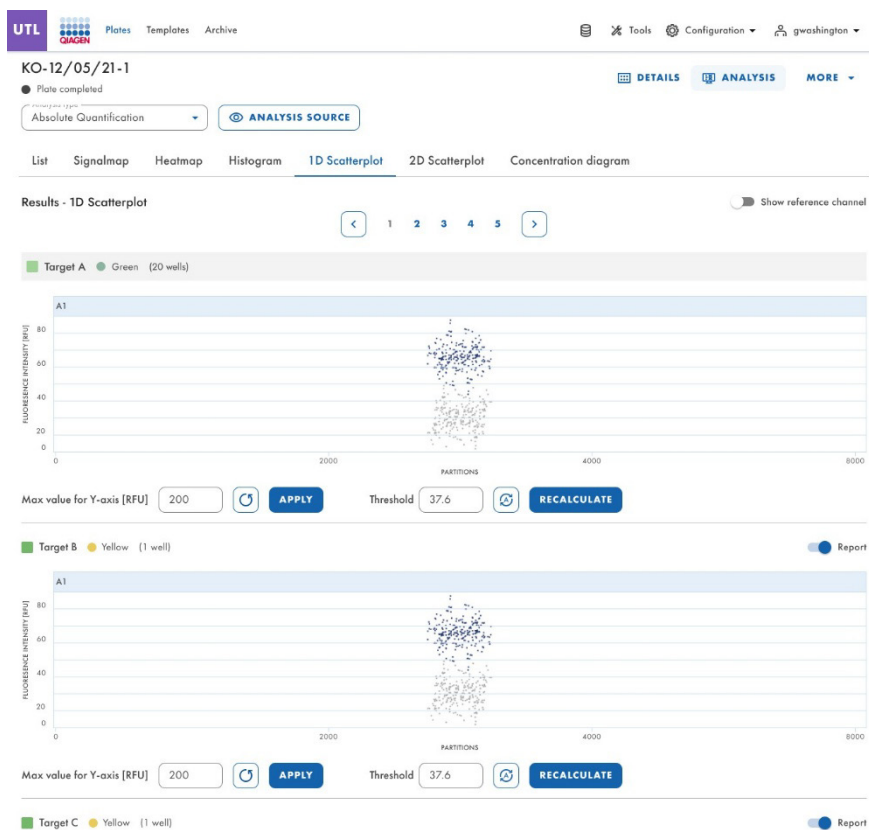 UTL QIAGEN Plates Templates Archive Tools Configuration gwashington
KO-12/05/21-1
Plate completed
DETAILS ANALYSIS MORE
Analysis type
Absolute Quantification ANALYSIS SOURCE
List Signalmap Heatmap Histogram 1D Scatterplot 2D Scatterplot Concentration diagram
Results - 1D Scatterplot Show reference channel
< 1 2 3 4 5 >
Target A Green (20 wells)
A1
FLUORESENCE INTENSITY [RFU]
80
60
40
20
0
0 2000 4000 8000
PARTITIONS
Max value for Y-axis [RFU] 200 APPLY Threshold 37.6 A RECALCULATE
Target B Yellow (1 well) Report
A1
FLUORESENCE INTENSITY [RFU]
80
60
40
20
0
0 2000 4000 8000
PARTITIONS
Max value for Y-axis [RFU] 200 APPLY Threshold 37.6 A RECALCULATE
Target C Yellow (1 well) Report